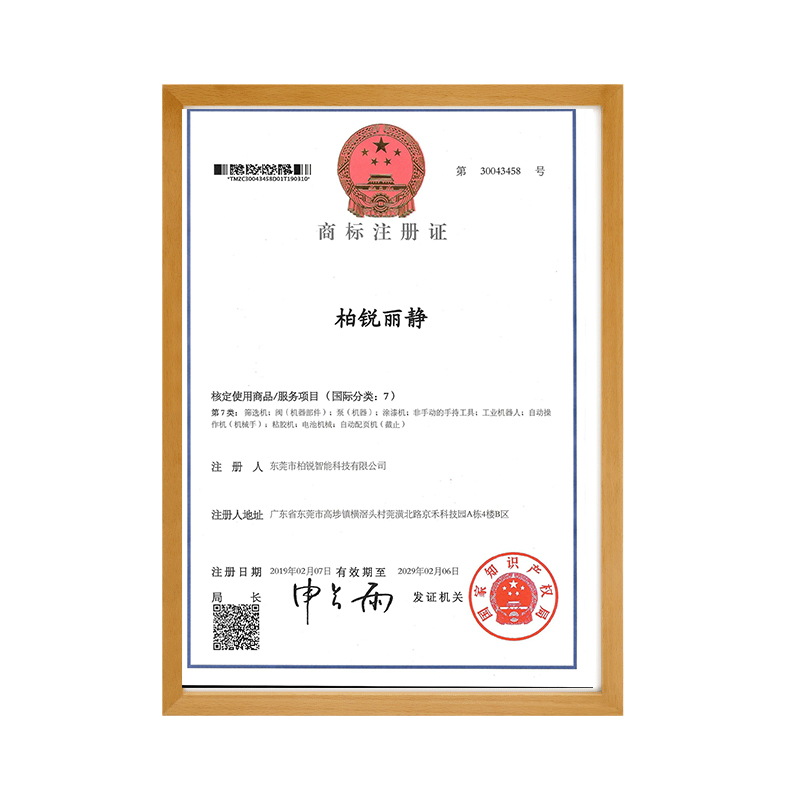 *TMZC30043458D01T190310*
第 30043458 号
商标注册证
柏锐丽静
核定使用商品/服务项目（国际分类：7）
第7类：筛选机；阀（机器部件）；泵（机器）；涂漆机；非手动的手持工具；工业机器人；自动操
作机（机械手）；粘胶机；电池机械；自动配页机（截止）
注 册 人 东莞市柏锐智能科技有限公司
注册人地址 广东省东莞市高埗镇横滘头村莞潢北路京禾科技园A栋4楼B区
注册日期 2019年02月07日 有效期至 2029年02月06日
局 长 申长雨 发证机关
国家知识产权局